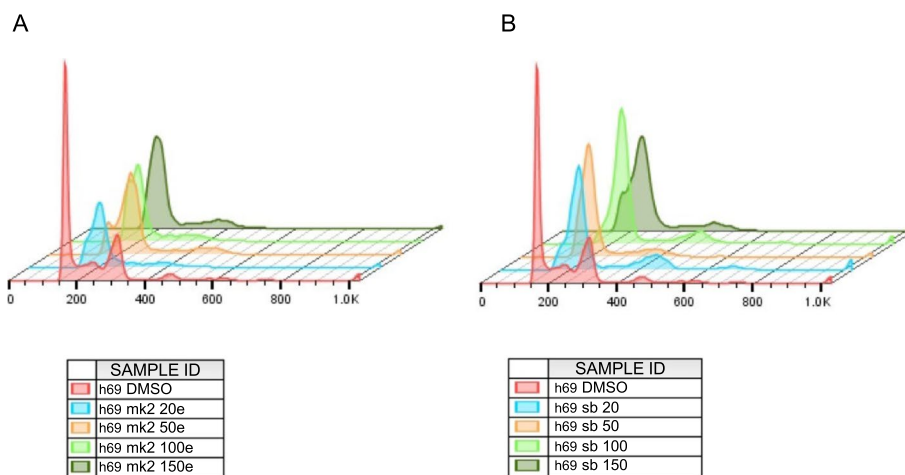 A
B
0 200 400 600 800 1.0K
0 200 400 600 800 1.0K
SAMPLE ID
h69 DMSO
h69 mk2 20e
h69 mk2 50e
h69 mk2 100e
h69 mk2 150e
SAMPLE ID
h69 DMSO
h69 sb 20
h69 sb 50
h69 sb 100
h69 sb 150